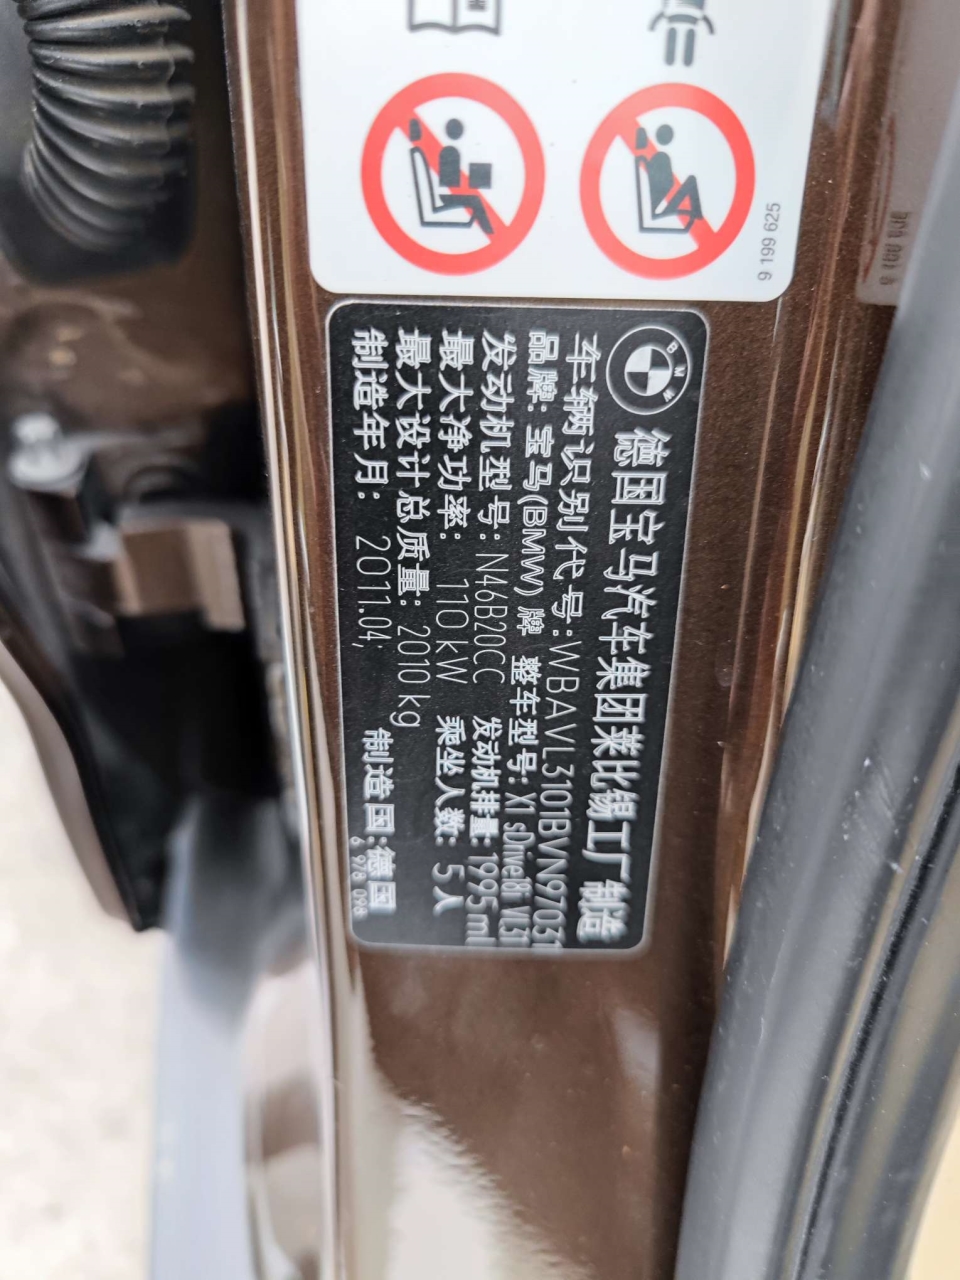 9 199 625
BMW
德国宝马汽车集团莱比锡工厂制造
车辆识别代号:WBAVL3101BVN9703
品牌: 宝马(BMW) 牌 整车型号: X1 sDrive18i VL31
发动机型号: N46B20CC 发动机排量: 1995ml
最大净功率: 110kW 乘坐人数: 5人
最大设计总质量: 2010kg
制造年月: 2011.04; 制造国:德国
6 978 098